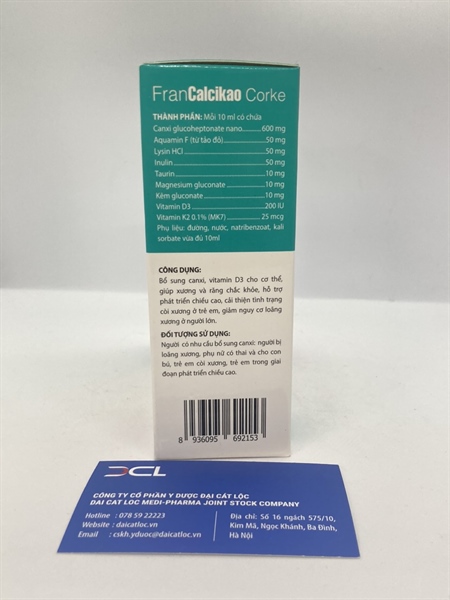 FranCalcikao Corke
THÀNH PHẦN: Mỗi 10 ml có chứa
Canxi glucoheptonate nano..........600 mg
Aquamin F (từ tảo đỏ)..........50 mg
Lysin HCl..........50 mg
Inulin..........50 mg
Taurin..........10 mg
Magnesium gluconate..........10 mg
Kẽm gluconate..........10 mg
Vitamin D3..........200 IU
Vitamin K2 0.1% (MK7)..........25 mcg
Phụ liệu: đường, nước, natribenzoat, kali
sorbate vừa đủ 10ml
CÔNG DỤNG:
Bổ sung canxi, vitamin D3 cho cơ thể,
giúp xương và răng chắc khỏe, hỗ trợ
phát triển chiều cao, cải thiện tình trạng
còi xương ở trẻ em, giảm nguy cơ loãng
xương ở người lớn.
ĐỐI TƯỢNG SỬ DỤNG:
Người có nhu cầu bổ sung canxi: người bị
loãng xương, phụ nữ có thai và cho con
bú, trẻ em còi xương, trẻ em trong giai
đoạn phát triển chiều cao.
8 936095 692153
DCL
CÔNG TY CỔ PHẦN Y DƯỢC ĐẠI CÁT LỘC
DAI CAT LOC MEDI-PHARMA JOINT STOCK COMPANY
Hotline : 078 59 22223
Website : daicatloc.vn
Email : cskh.yduoc@daicatloc.vn
Địa chỉ: Số 16 ngách 575/10,
Kim Mã, Ngọc Khánh, Ba Đình,
Hà Nội